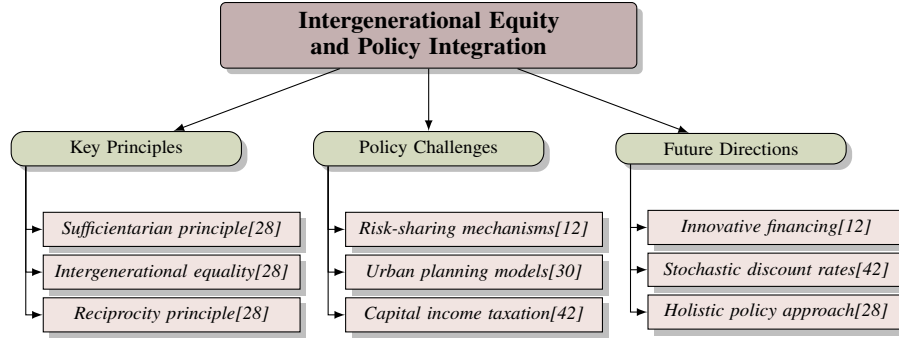 Intergenerational Equity
and Policy Integration
Key Principles
Sufficientarian principle[28]
Intergenerational equality[28]
Reciprocity principle[28]
Policy Challenges
Risk-sharing mechanisms[12]
Urban planning models[30]
Capital income taxation[42]
Future Directions
Innovative financing[12]
Stochastic discount rates[42]
Holistic policy approach[28]